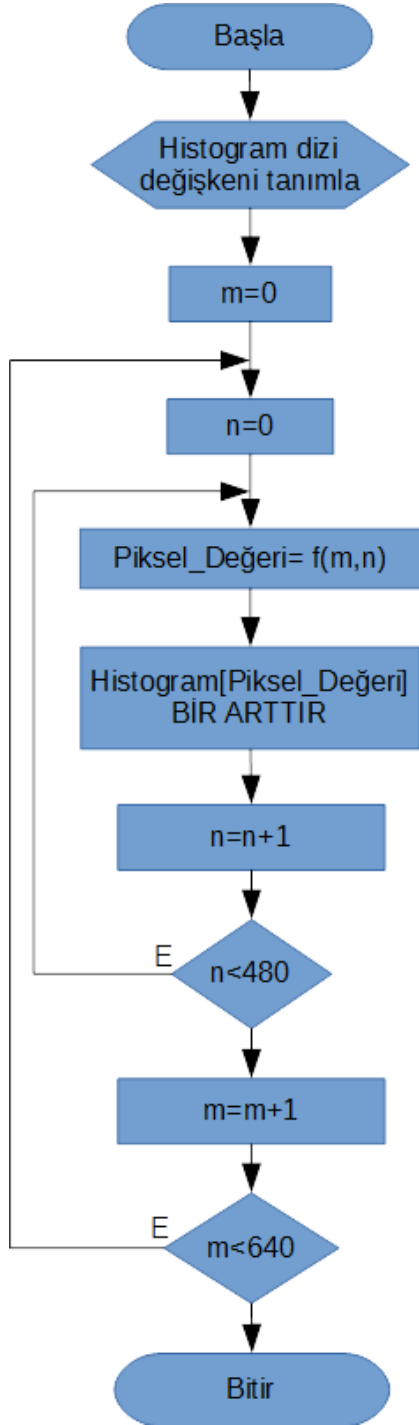 Başla
Histogram dizi
değişkeni tanımla
m=0
n=0
Piksel_Değeri= f(m,n)
Histogram[Piksel_Değeri]
BİR ARTTIR
n=n+1
E
n<480
m=m+1
E
m<640
Bitir